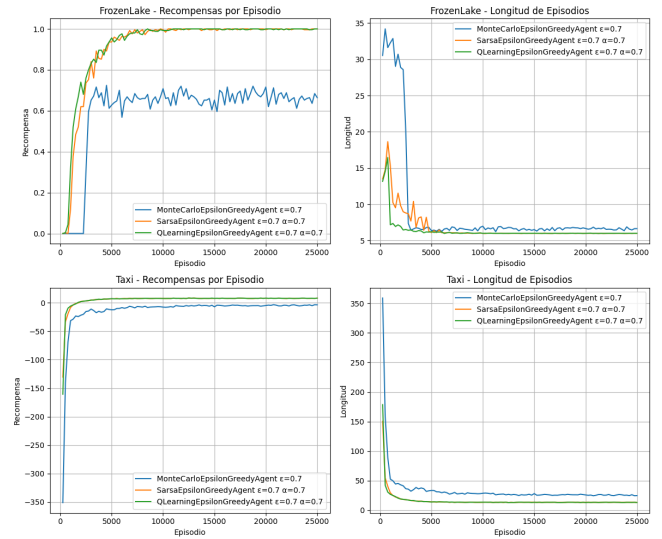 FrozenLake - Recompensas por Episodio
Recompensa
1.0
0.8
0.6
0.4
0.2
0.0
MonteCarloEpsilonGreedyAgent ε=0.7
SarsaEpsilonGreedyAgent ε=0.7 α=0.7
QLearningEpsilonGreedyAgent ε=0.7 α=0.7
0 5000 10000 15000 20000 25000
Episodio
FrozenLake - Longitud de Episodios
Longitud
35
30
25
20
15
10
5
MonteCarloEpsilonGreedyAgent ε=0.7
SarsaEpsilonGreedyAgent ε=0.7 α=0.7
QLearningEpsilonGreedyAgent ε=0.7 α=0.7
0 5000 10000 15000 20000 25000
Episodio
Taxi - Recompensas por Episodio
Recompensa
0
−50
−100
−150
−200
−250
−300
−350
MonteCarloEpsilonGreedyAgent ε=0.7
SarsaEpsilonGreedyAgent ε=0.7 α=0.7
QLearningEpsilonGreedyAgent ε=0.7 α=0.7
0 5000 10000 15000 20000 25000
Episodio
Taxi - Longitud de Episodios
Longitud
350
300
250
200
150
100
50
0
MonteCarloEpsilonGreedyAgent ε=0.7
SarsaEpsilonGreedyAgent ε=0.7 α=0.7
QLearningEpsilonGreedyAgent ε=0.7 α=0.7
0 5000 10000 15000 20000 25000
Episodio